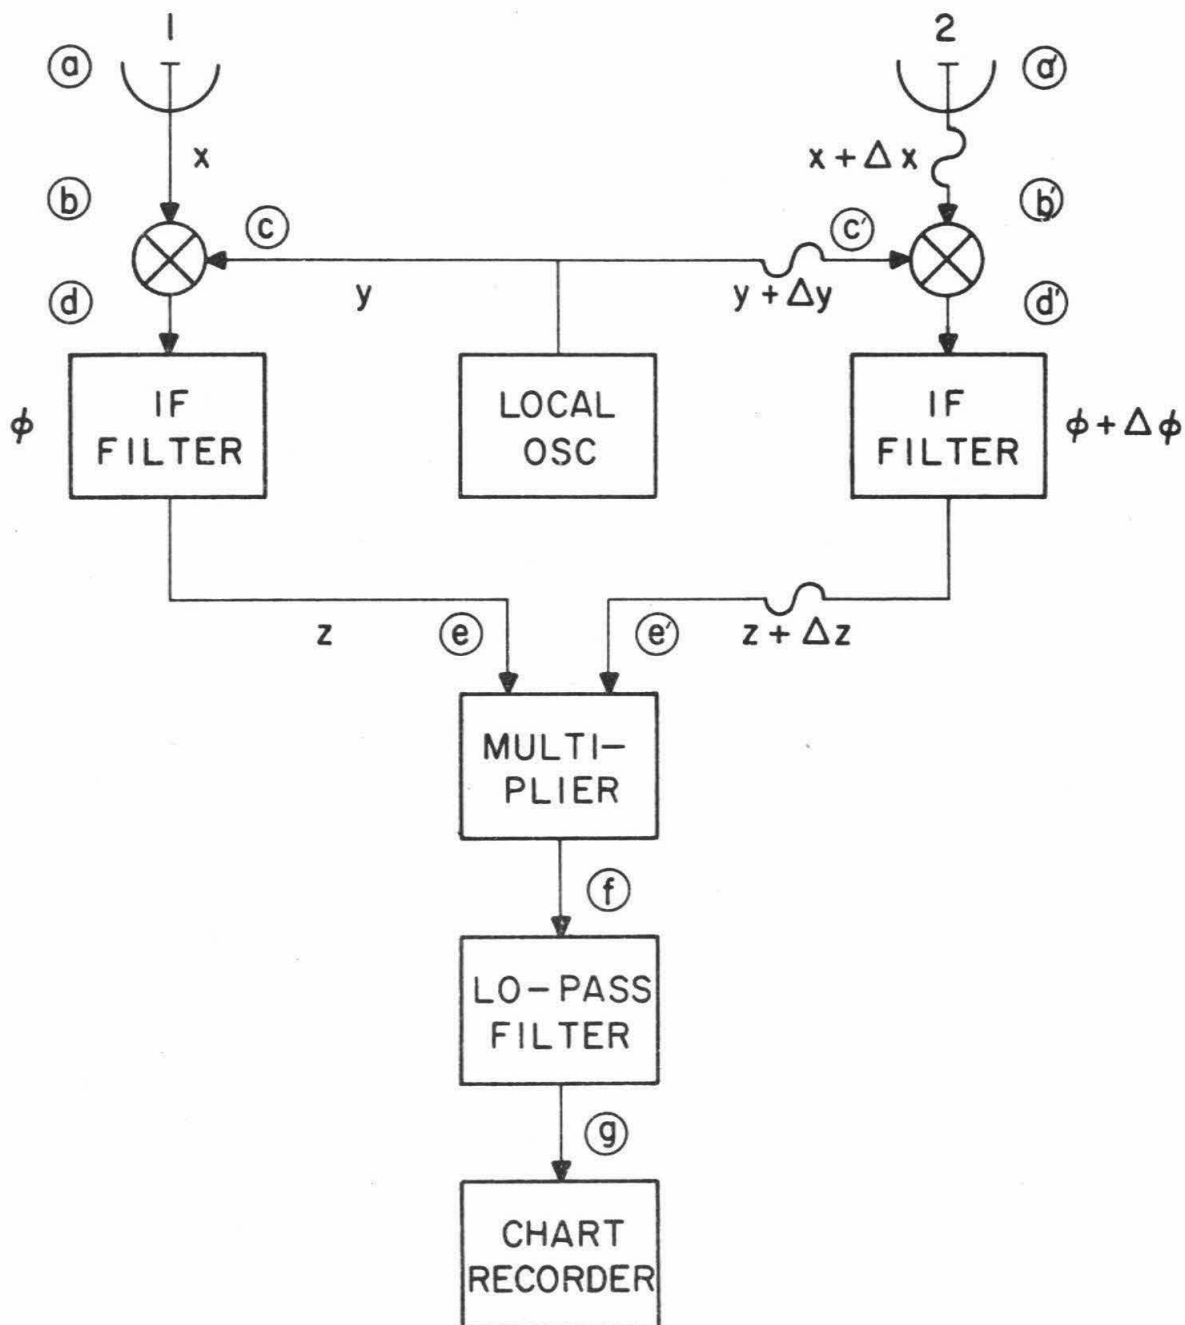 1 2
ⓐ ⓐ′
x x + Δx
ⓑ ⓑ′
ⓒ ⓒ′
y y + Δy
ⓓ ⓓ′
ϕ IF FILTER LOCAL OSC IF FILTER ϕ + Δϕ
z ⓔ ⓔ′ z + Δz
MULTI-
PLIER
ⓕ
LO-PASS
FILTER
ⓖ
CHART
RECORDER